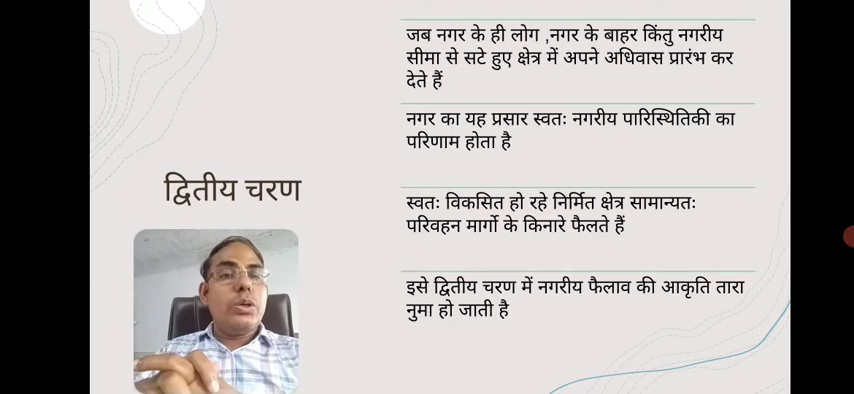 द्वितीय चरण
जब नगर के ही लोग ,नगर के बाहर किंतु नगरीय
सीमा से सटे हुए क्षेत्र में अपने अधिवास प्रारंभ कर
देते हैं
नगर का यह प्रसार स्वतः नगरीय पारिस्थितिकी का
परिणाम होता है
स्वतः विकसित हो रहे निर्मित क्षेत्र सामान्यतः
परिवहन मार्गो के किनारे फैलते हैं
इसे द्वितीय चरण में नगरीय फैलाव की आकृति तारा
नुमा हो जाती है